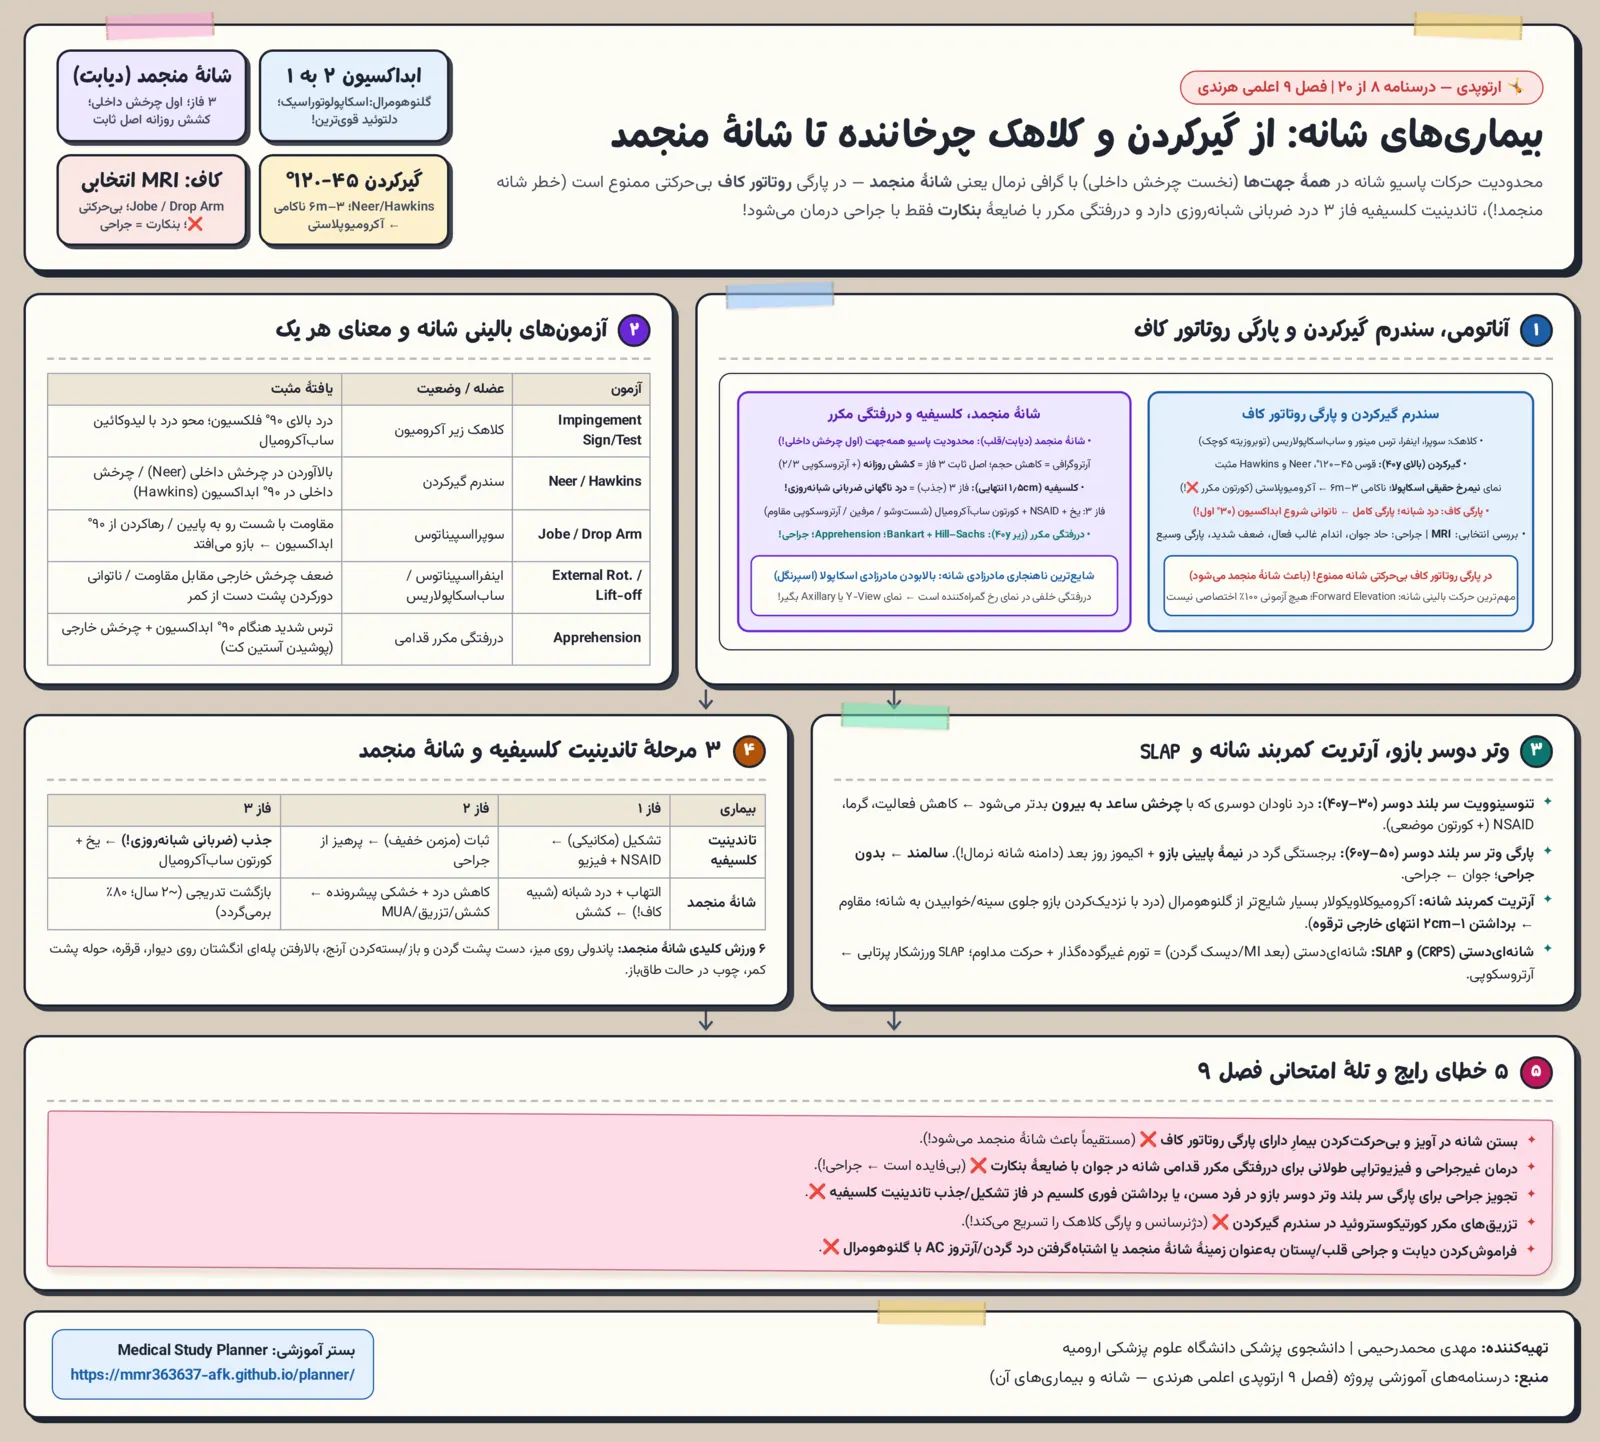 🤸 ارتوپدی – درسنامه ۸ از ۲۰ | فصل ۹ اعلمی هرندی
بیماری‌های شانه: از گیرکردن و کلاهک چرخاننده تا شانهٔ منجمد
محدودیت حرکات پاسیو شانه در همهٔ جهت‌ها (نخست چرخش داخلی) با گرافی نرمال یعنی شانهٔ منجمد – در پارگی روتاتور کاف بی‌حرکتی ممنوع است (خطر شانه
منجمد!)، تاندینیت کلسیفیه فاز ۳ درد ضربانی شبانه‌روزی دارد و دررفتگی مکرر با ضایعهٔ بنکارت فقط با جراحی درمان می‌شود!
ابداکسیون ۲ به ۱
گلنوهومرال:اسکاپولوتوراسیک؛
دلتوئید قوی‌ترین!
شانهٔ منجمد (دیابت)
۳ فاز؛ اول چرخش داخلی؛
کشش روزانه اصل ثابت
گیرکردن ۴۵–۱۲۰°
Neer/Hawkins؛ ۳–۶m ناکامی
← آکرومیوپلاستی
کاف: MRI انتخابی
Jobe / Drop Arm؛ بی‌حرکتی
❌؛ بنکارت = جراحی
۱ آناتومی، سندرم گیرکردن و پارگی روتاتور کاف
سندرم گیرکردن و پارگی روتاتور کاف
• کلاهک: سوپرا، اینفرا، ترس مینور و ساب‌اسکاپولاریس (توبروزیته کوچک)
• گیرکردن (بالای ۴۰y): قوس ۴۵–۱۲۰°، Neer و Hawkins مثبت
نمای نیمرخ حقیقی اسکاپولا؛ ناکامی ۳–۶m ← آکرومیوپلاستی (کورتون مکرر ❌!)
• پارگی کاف: درد شبانه؛ پارگی کامل ← ناتوانی شروع ابداکسیون (۳۰° اول!)
• بررسی انتخابی: MRI | جراحی: حاد جوان، اندام غالب فعال، ضعف شدید، پارگی وسیع
در پارگی روتاتور کاف بی‌حرکتی شانه ممنوع! (باعث شانهٔ منجمد می‌شود)
مهم‌ترین حرکت بالینی شانه: Forward Elevation؛ هیچ آزمونی ۱۰۰٪ اختصاصی نیست
شانهٔ منجمد، کلسیفیه و دررفتگی مکرر
• شانهٔ منجمد (دیابت/قلب): محدودیت پاسیو همه‌جهت (اول چرخش داخلی!)
آرتروگرافی = کاهش حجم؛ اصل ثابت ۳ فاز = کشش روزانه (+ آرتروسکوپی ۲/۳)
• کلسیفیه (۱٫۵cm انتهایی): فاز ۳ (جذب) = درد ناگهانی ضربانی شبانه‌روزی!
فاز ۳: یخ + NSAID + کورتون ساب‌آکرومیال (شست‌وشو / مرفین / آرتروسکوپی مقاوم)
• دررفتگی مکرر (زیر ۴۰y): Bankart + Hill-Sachs؛ Apprehension؛ جراحی!
شایع‌ترین ناهنجاری مادرزادی شانه: بالابودن مادرزادی اسکاپولا (اسپرنگل)
دررفتگی خلفی در نمای رخ گمراه‌کننده است ← نمای Y-View یا Axillary بگیر!
۲ آزمون‌های بالینی شانه و معنای هر یک
آزمون | عضله / وضعیت | یافتهٔ مثبت
Impingement Sign/Test | کلاهک زیر آکرومیون | درد بالای ۹۰° فلکسیون؛ محو درد با لیدوکائین ساب‌آکرومیال
Neer / Hawkins | سندرم گیرکردن | بالاآوردن در چرخش داخلی (Neer) / چرخش داخلی در ۹۰° ابداکسیون (Hawkins)
Jobe / Drop Arm | سوپرااسپیناتوس | مقاومت با شست رو به پایین / رهاکردن از ۹۰° ابداکسیون ← بازو می‌افتد
External Rot. / Lift-off | اینفرااسپیناتوس / ساب‌اسکاپولاریس | ضعف چرخش خارجی مقابل مقاومت / ناتوانی دورکردن پشت دست از کمر
Apprehension | دررفتگی مکرر قدامی | ترس شدید هنگام ۹۰° ابداکسیون + چرخش خارجی (پوشیدن آستین کت)
۳ وتر دوسر بازو، آرتریت کمربند شانه و SLAP
✦ تنوسینوویت سر بلند دوسر (۳۰–۴۰y): درد ناودان دوسری که با چرخش ساعد به بیرون بدتر می‌شود ← کاهش فعالیت، گرما،
NSAID (+ کورتون موضعی).
✦ پارگی وتر سر بلند دوسر (۵۰–۶۰y): برجستگی گرد در نیمهٔ پایینی بازو + اکیموز روز بعد (دامنه شانه نرمال!). سالمند ← بدون
جراحی؛ جوان ← جراحی.
✦ آرتریت کمربند شانه: آکرومیوکلاویکولار بسیار شایع‌تر از گلنوهومرال (درد با نزدیک‌کردن بازو جلوی سینه/خوابیدن به شانه؛ مقاوم
← برداشتن ۱–۲cm انتهای خارجی ترقوه).
✦ شانه‌ای‌دستی (CRPS) و SLAP: شانه‌ای‌دستی (بعد MI/دیسک گردن) = تورم غیرگوده‌گذار + حرکت مداوم؛ SLAP ورزشکار پرتابی ←
آرتروسکوپی.
۴ ۳ مرحلهٔ تاندینیت کلسیفیه و شانهٔ منجمد
بیماری | فاز ۱ | فاز ۲ | فاز ۳
تاندینیت کلسیفیه | تشکیل (مکانیکی) ← NSAID + فیزیو | ثبات (مزمن خفیف) ← پرهیز از جراحی | جذب (ضربانی شبانه‌روزی!) ← یخ + کورتون ساب‌آکرومیال
شانهٔ منجمد | التهاب + درد شبانه (شبیه کاف!) ← کشش | کاهش درد + خشکی پیشرونده ← کشش/تزریق/MUA | بازگشت تدریجی (~۲ سال؛ ۸۰٪ برمی‌گردد)
۶ ورزش کلیدی شانهٔ منجمد: پاندولی روی میز، دست پشت گردن و باز/بسته‌کردن آرنج، بالارفتن پله‌ای انگشتان روی دیوار، قرقره، حوله پشت
کمر، چوب در حالت طاق‌باز.
۵ ۵ خطای رایج و تلهٔ امتحانی فصل ۹
✦ بستن شانه در آویز و بی‌حرکت‌کردن بیمارِ دارای پارگی روتاتور کاف ❌ (مستقیماً باعث شانهٔ منجمد می‌شود!).
✦ درمان غیرجراحی و فیزیوتراپی طولانی برای دررفتگی مکرر قدامی شانه در جوان با ضایعهٔ بنکارت ❌ (بی‌فایده است ← جراحی!).
✦ تجویز جراحی برای پارگی سر بلند وتر دوسر بازو در فرد مسن، یا برداشتن فوری کلسیم در فاز تشکیل/جذب تاندینیت کلسیفیه ❌.
✦ تزریق‌های مکرر کورتیکوستروئید در سندرم گیرکردن ❌ (دژنرسانس و پارگی کلاهک را تسریع می‌کند!).
✦ فراموش‌کردن دیابت و جراحی قلب/پستان به‌عنوان زمینهٔ شانهٔ منجمد یا اشتباه‌گرفتن درد گردن/آرتروز AC با گلنوهومرال ❌.
تهیه‌کننده: مهدی محمدرحیمی | دانشجوی پزشکی دانشگاه علوم پزشکی ارومیه
منبع: درسنامه‌های آموزشی پروژه (فصل ۹ ارتوپدی اعلمی هرندی – شانه و بیماری‌های آن)
بستر آموزشی: Medical Study Planner
https://mmr363637-afk.github.io/planner/